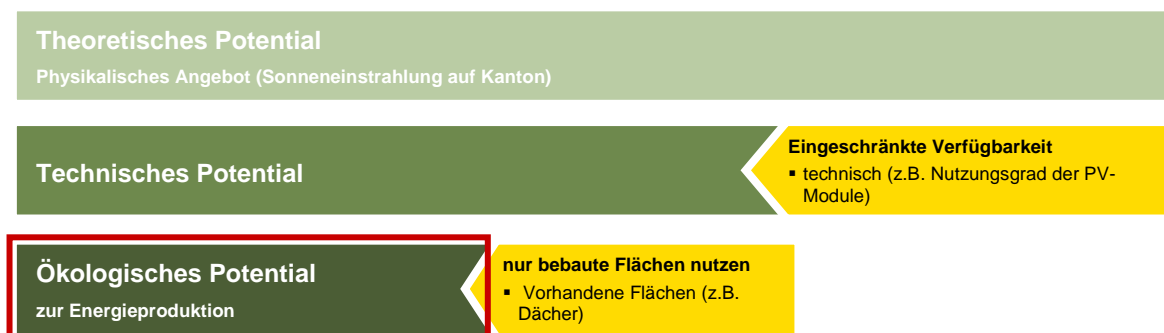 Theoretisches Potential
Physikalisches Angebot (Sonneneinstrahlung auf Kanton)
Technisches Potential
Eingeschränkte Verfügbarkeit
▪ technisch (z.B. Nutzungsgrad der PV-
Module)
Ökologisches Potential
zur Energieproduktion
nur bebaute Flächen nutzen
▪ Vorhandene Flächen (z.B.
Dächer)